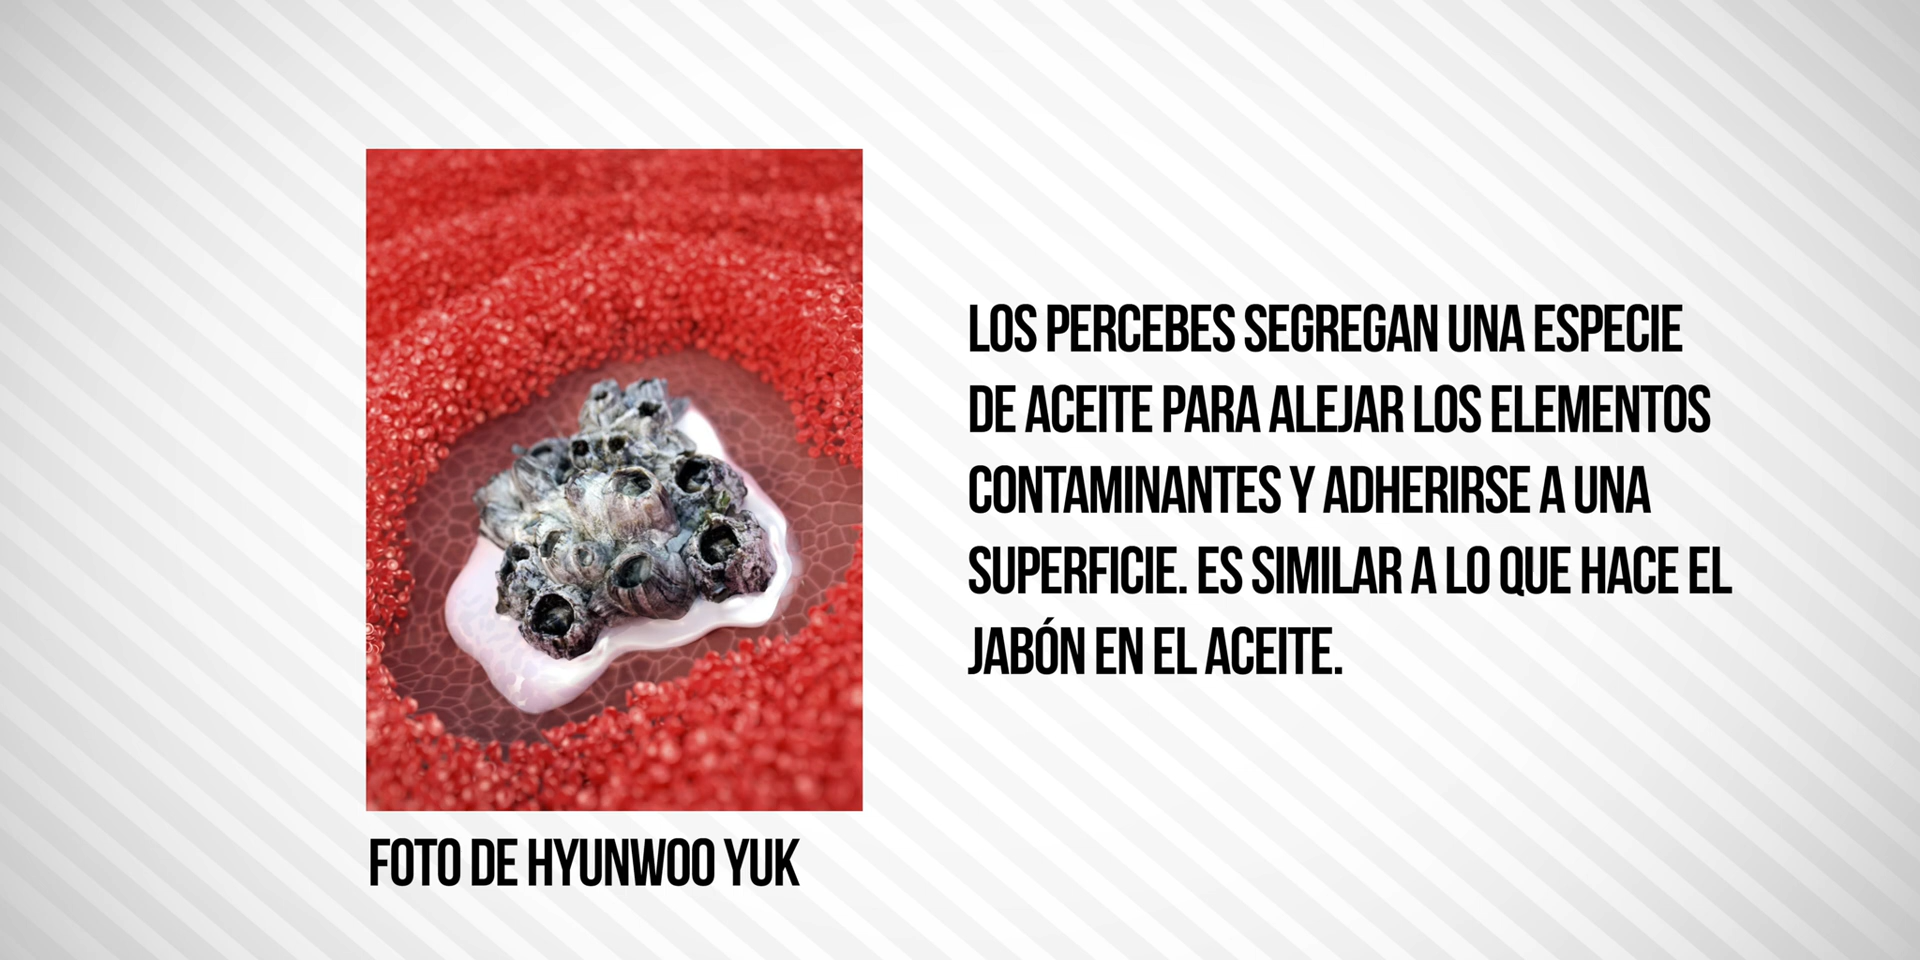 LOS PERCEBES SEGREGAN UNA ESPECIE
DE ACEITE PARA ALEJAR LOS ELEMENTOS
CONTAMINANTES Y ADHERIRSE A UNA
SUPERFICIE. ES SIMILAR A LO QUE HACE EL
JABÓN EN EL ACEITE.
FOTO DE HYUNWOO YUK